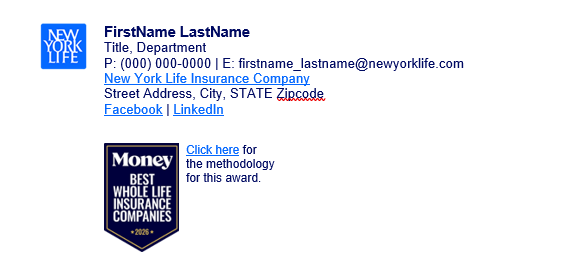 NEW
YORK
LIFE
FirstName LastName
Title, Department
P: (000) 000-0000 | E: firstname_lastname@newyorklife.com
New York Life Insurance Company
Street Address, City, STATE Zipcode
Facebook | LinkedIn
Money
BEST
WHOLE LIFE
INSURANCE
COMPANIES
• 2026 •
Click here for
the methodology
for this award.